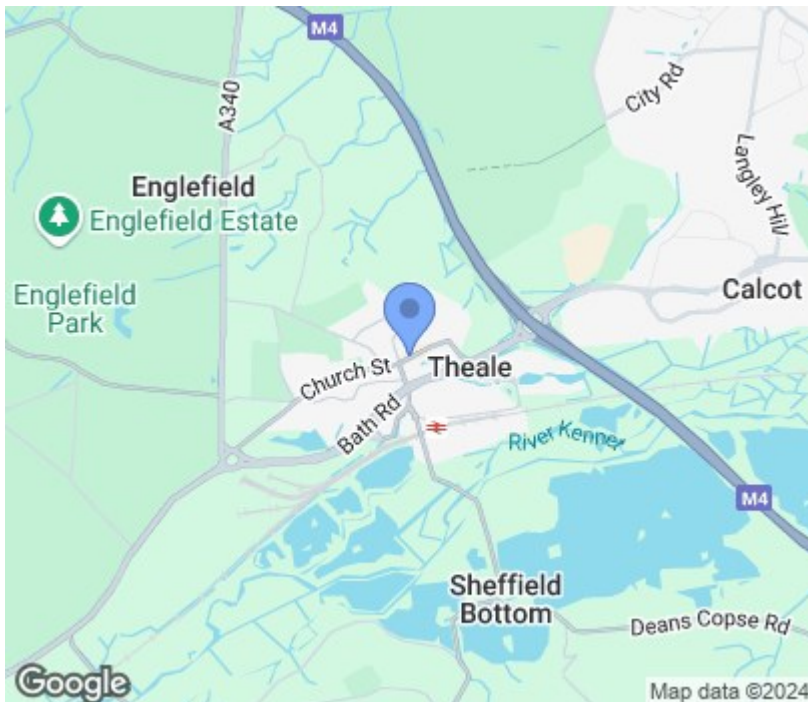 M4
City Rd
A340
Langley Hill
Englefield
Englefield Estate
Englefield
Park
Calcot
Church St
Theale
Bath Rd
River Kennet
M4
Sheffield
Bottom
Deans Copse Rd
Google
Map data ©2024